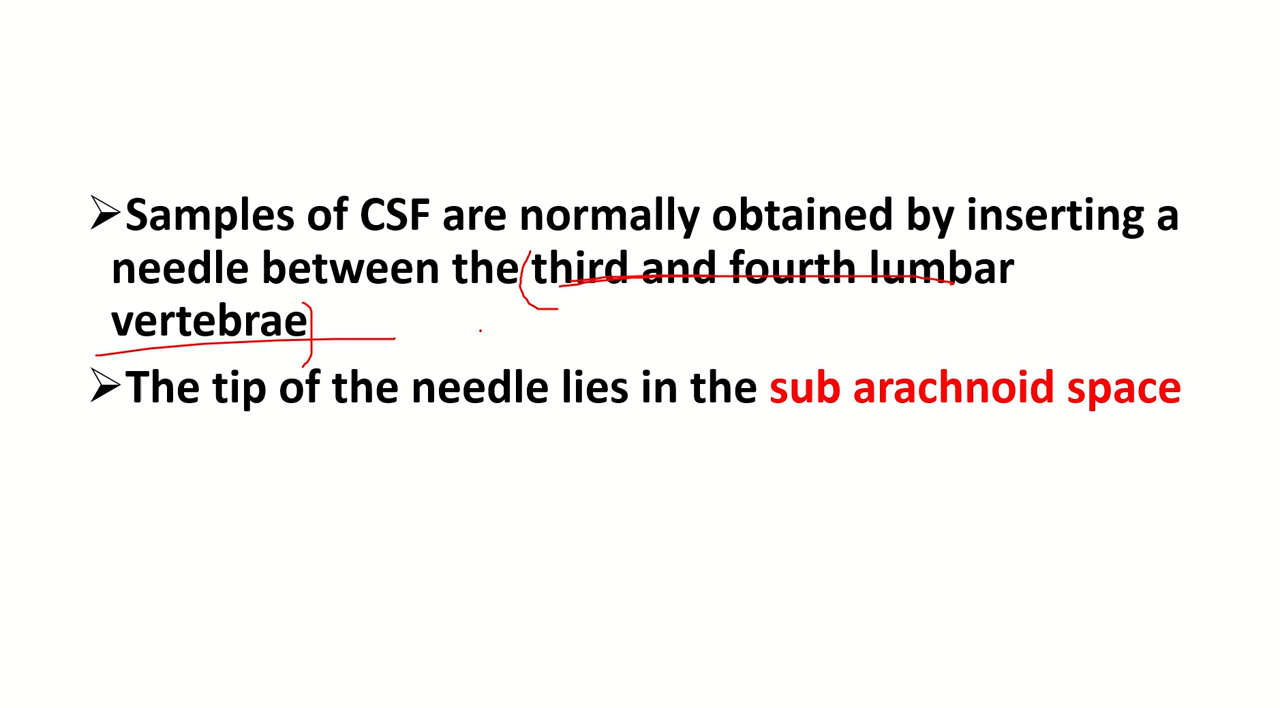 ➢Samples of CSF are normally obtained by inserting a
needle between the third and fourth lumbar
vertebrae
➢The tip of the needle lies in the sub arachnoid space